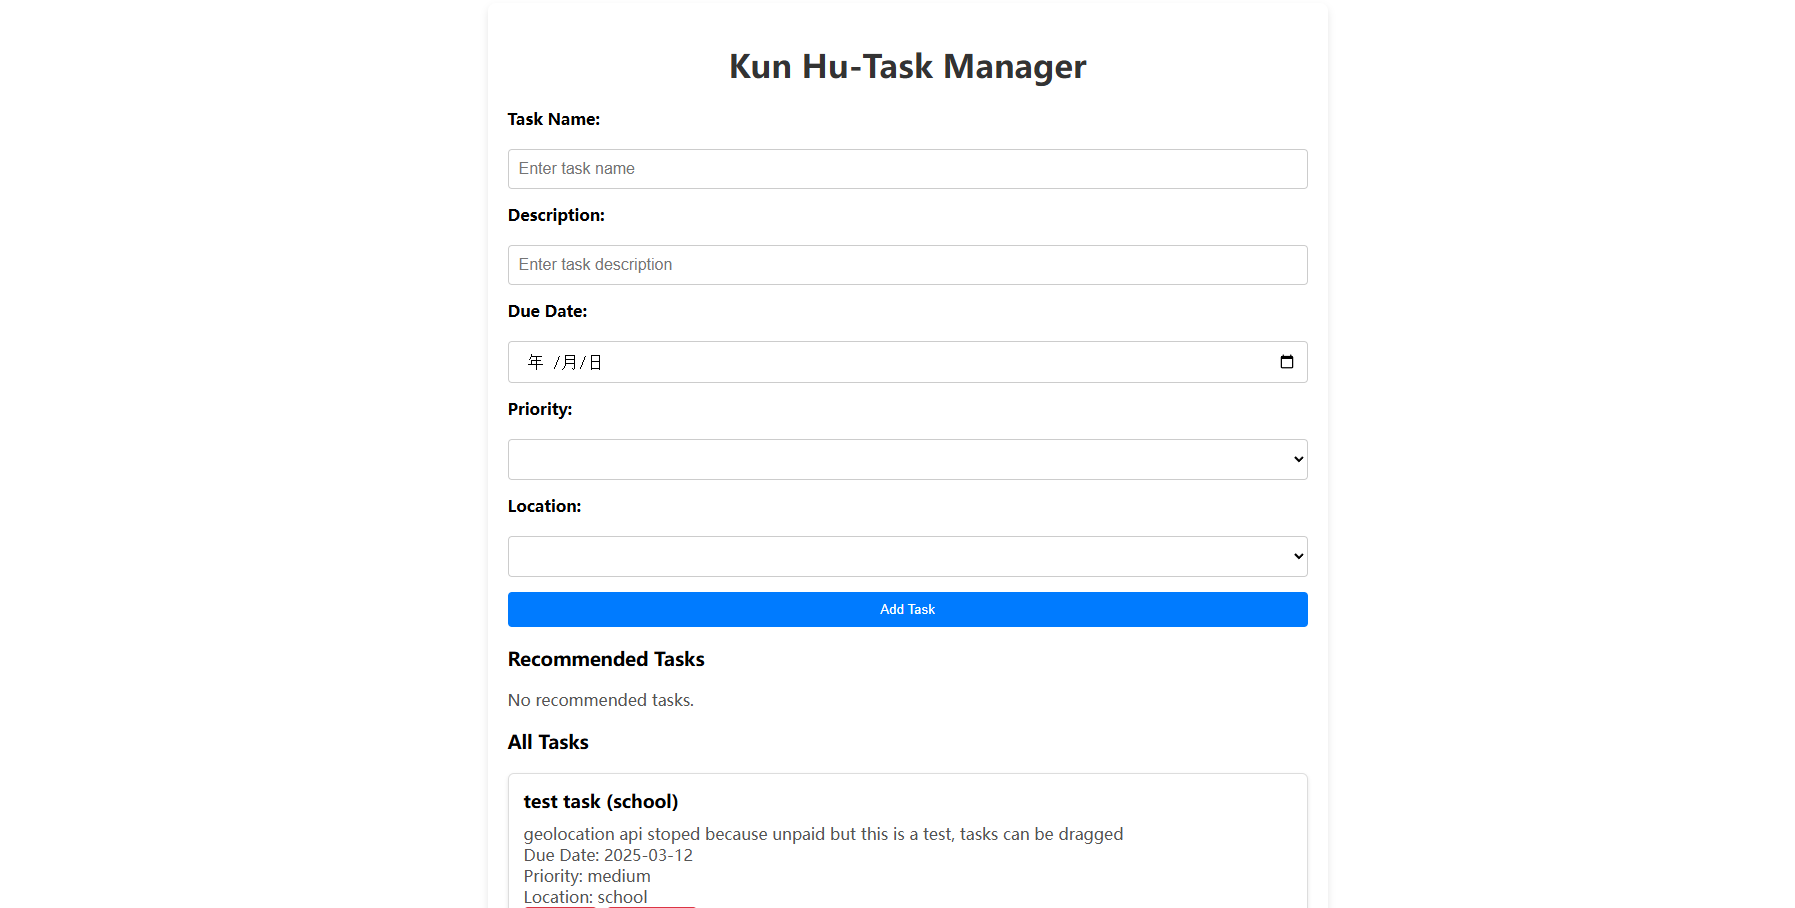 Kun Hu-Task Manager
Task Name:
Enter task name
Description:
Enter task description
Due Date:
年 /月/日
Priority:
Location:
Add Task
Recommended Tasks
No recommended tasks.
All Tasks
test task (school)
geolocation api stoped because unpaid but this is a test, tasks can be dragged
Due Date: 2025-03-12
Priority: medium
Location: school